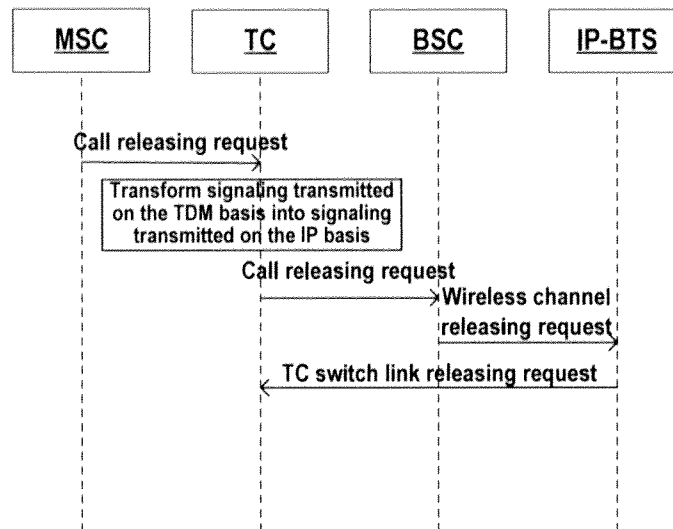 MSC
TC
BSC
IP-BTS
Call releasing request
Transform signaling transmitted
on the TDM basis into signaling
transmitted on the IP basis
Call releasing request
Wireless channel
releasing request
TC switch link releasing request